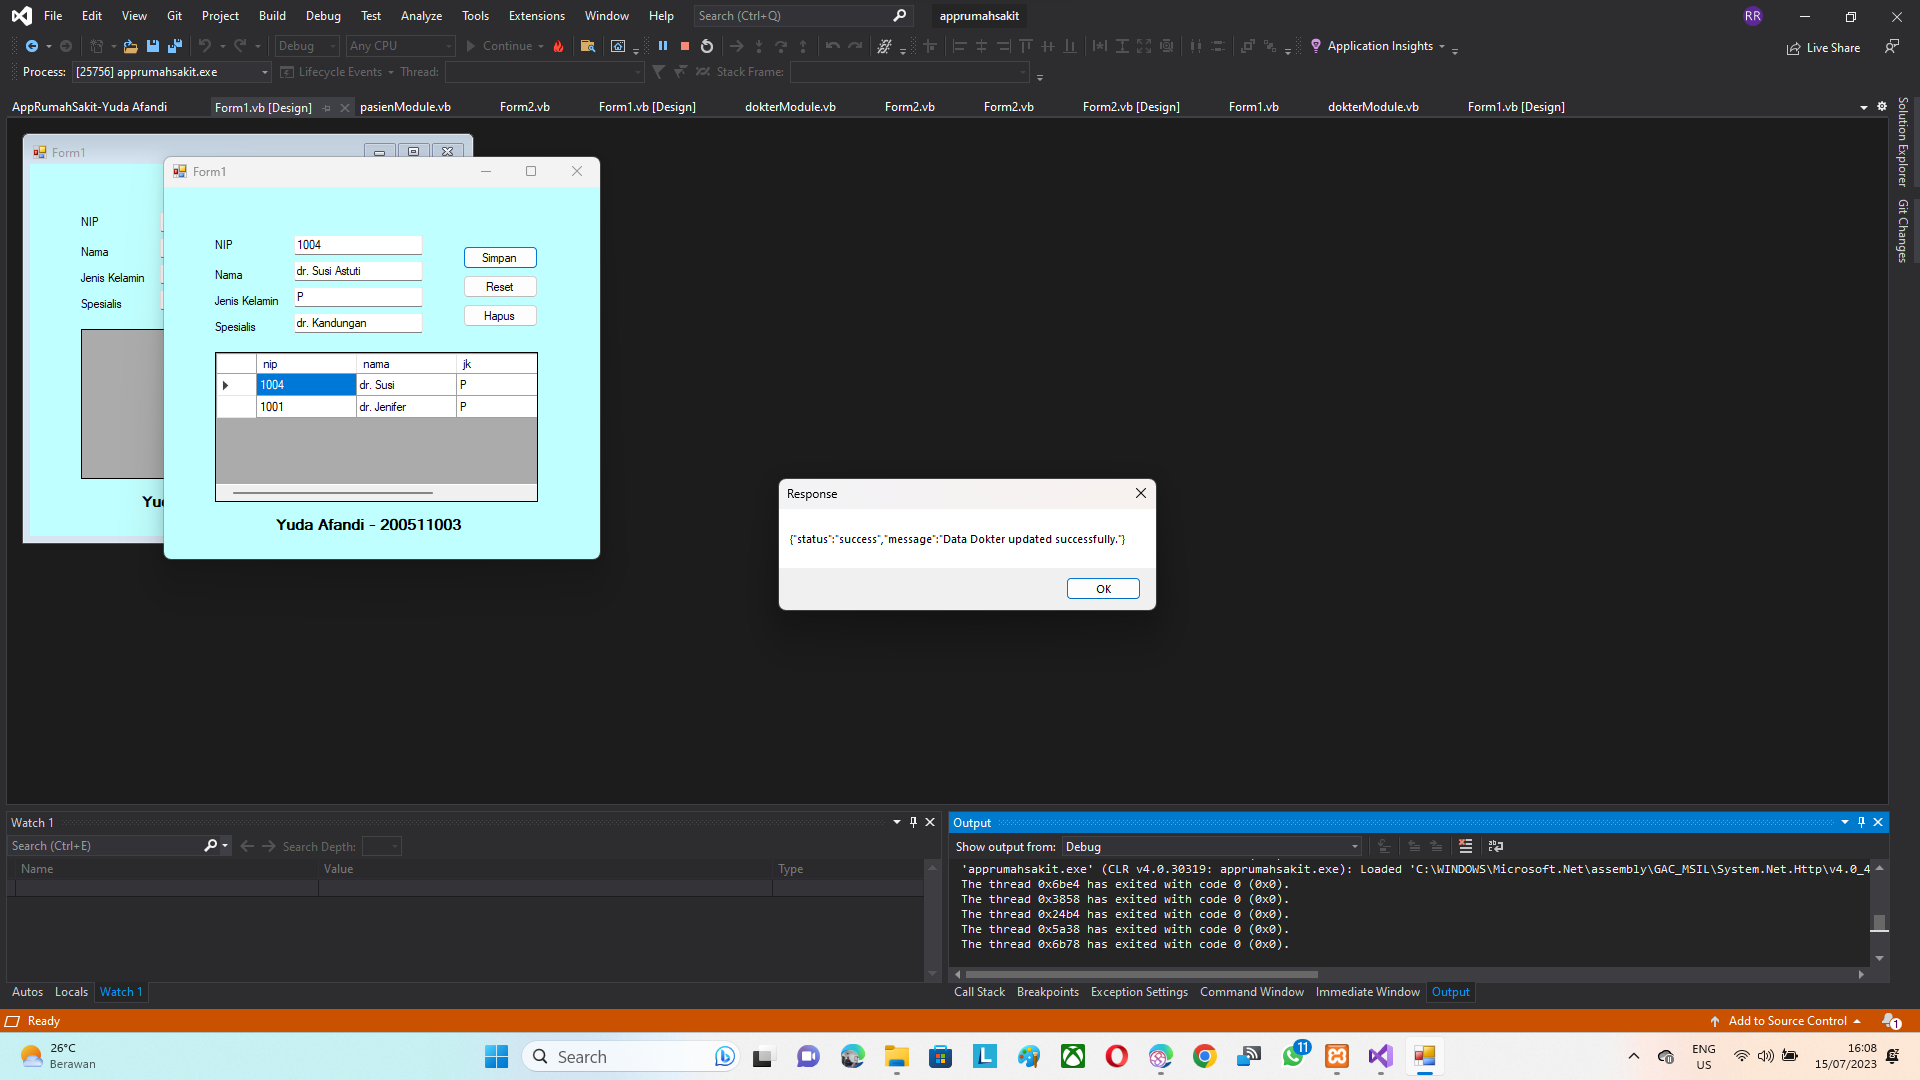 File Edit View Git Project Build Debug Test Analyze Tools Extensions Window Help Search (Ctrl+Q) apprumahsakit RR
Debug Any CPU Continue Application Insights Live Share
Process: [25756] apprumahsakit.exe Lifecycle Events Thread: Stack Frame:
AppRumahSakit-Yuda Afandi Form1.vb [Design] pasienModule.vb Form2.vb Form1.vb [Design] dokterModule.vb Form2.vb Form2.vb Form2.vb [Design] Form1.vb dokterModule.vb Form1.vb [Design]
Solution Explorer
Git Changes
Form1
NIP
Nama
Jenis Kelamin
Spesialis
Yu
Form1
NIP 1004
Simpan
Nama dr. Susi Astuti
Reset
Jenis Kelamin P
Hapus
Spesialis dr. Kandungan
nip nama jk
1004 dr. Susi P
1001 dr. Jenifer P
Yuda Afandi - 200511003
Response
{"status":"success","message":"Data Dokter updated successfully."}
OK
Watch 1
Search (Ctrl+E) Search Depth:
Name Value Type
Autos Locals Watch 1
Output
Show output from: Debug
'apprumahsakit.exe' (CLR v4.0.30319: apprumahsakit.exe): Loaded 'C:\WINDOWS\Microsoft.Net\assembly\GAC_MSIL\System.Net.Http\v4.0_4
The thread 0x6be4 has exited with code 0 (0x0).
The thread 0x3858 has exited with code 0 (0x0).
The thread 0x24b4 has exited with code 0 (0x0).
The thread 0x5a38 has exited with code 0 (0x0).
The thread 0x6b78 has exited with code 0 (0x0).
Call Stack Breakpoints Exception Settings Command Window Immediate Window Output
Ready
Add to Source Control 1
26°C
Berawan
Search
11
ENG
US
16:08
15/07/2023